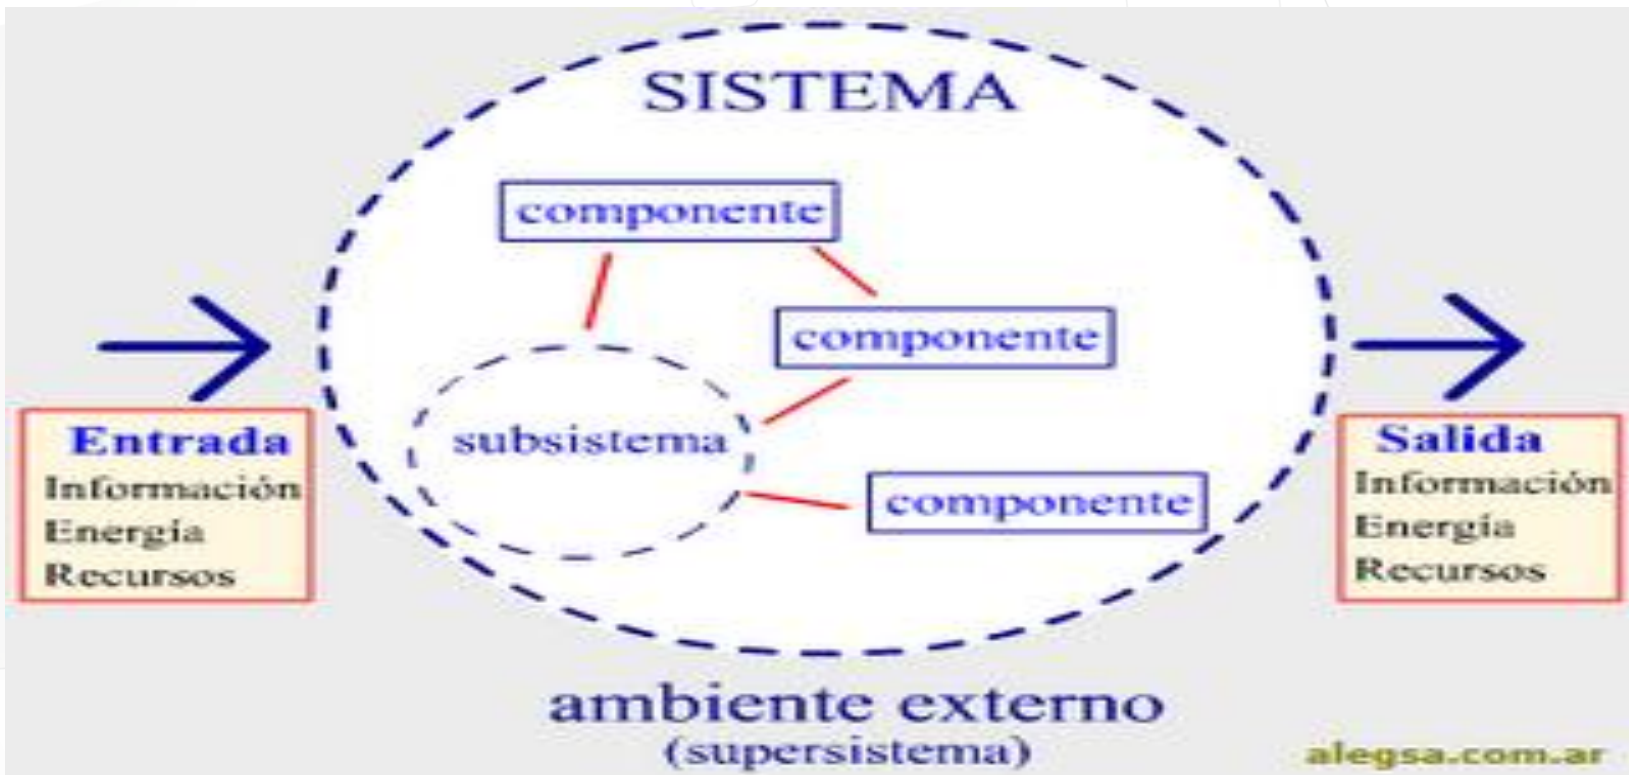 SISTEMA
componente
componente
subsistema
componente
Entrada
Información
Energía
Recursos
Salida
Información
Energía
Recursos
ambiente externo
(supersistema)
alegsa.com.ar